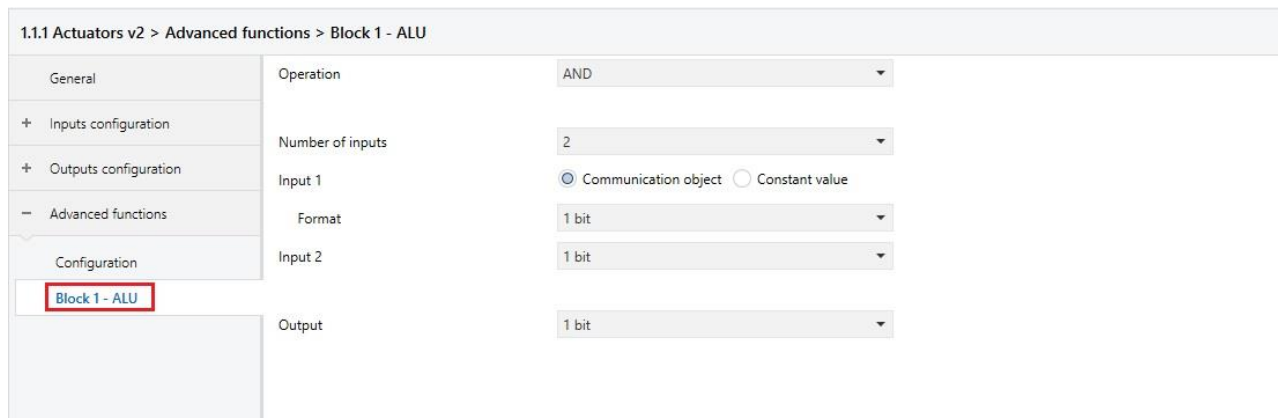 1.1.1 Actuators v2 > Advanced functions > Block 1 - ALU
General
+ Inputs configuration
+ Outputs configuration
− Advanced functions
Configuration
Block 1 - ALU
Operation AND
Number of inputs 2
Input 1 Communication object Constant value
Format 1 bit
Input 2 1 bit
Output 1 bit